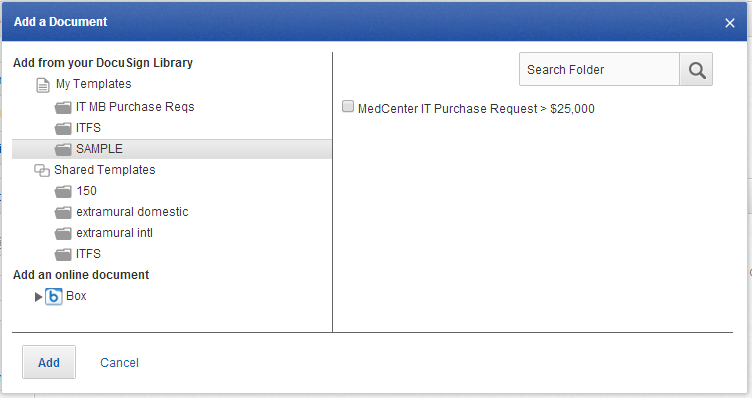 Add a Document
Add from your DocuSign Library
My Templates
IT MB Purchase Reqs
ITFS
SAMPLE
Shared Templates
150
extramural domestic
extramural intl
ITFS
Add an online document
Box
Search Folder
MedCenter IT Purchase Request > $25,000
Add
Cancel